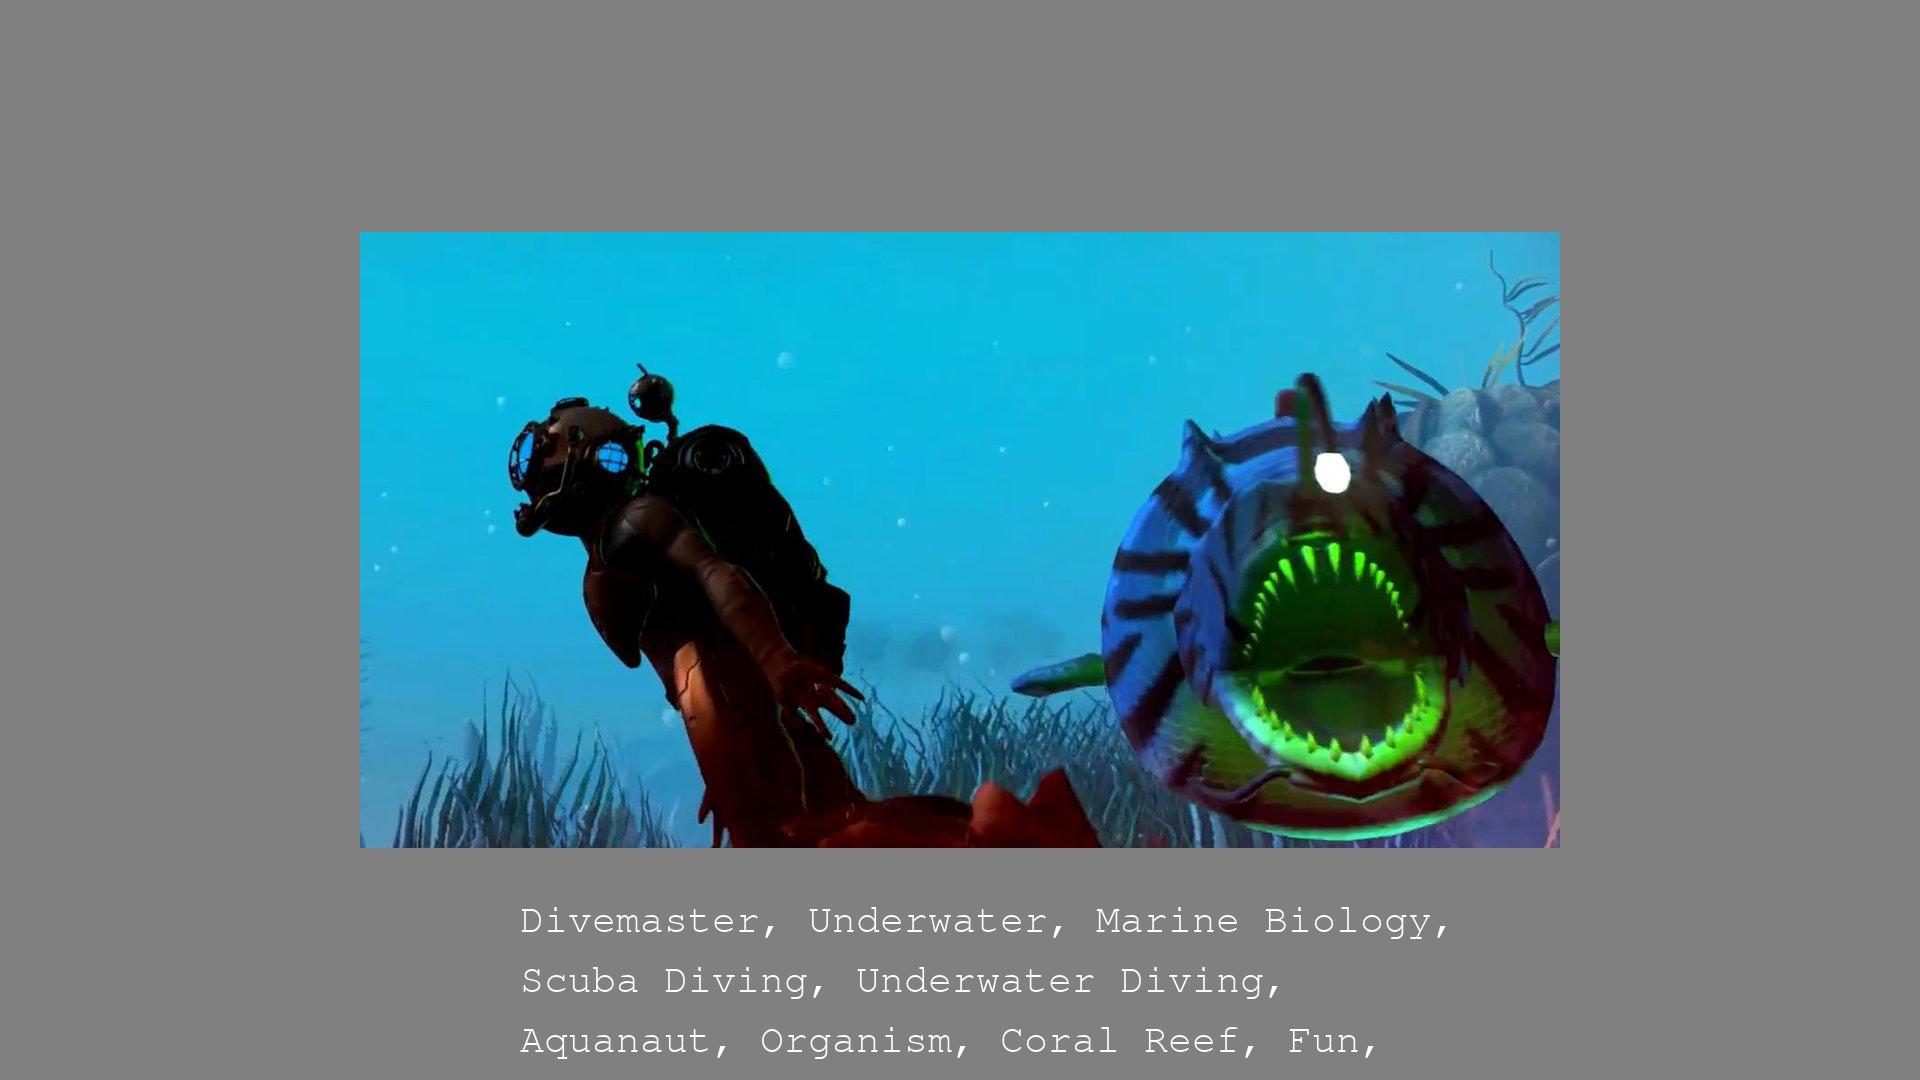 Divemaster, Underwater, Marine Biology,
Scuba Diving, Underwater Diving,
Aquanaut, Organism, Coral Reef, Fun,